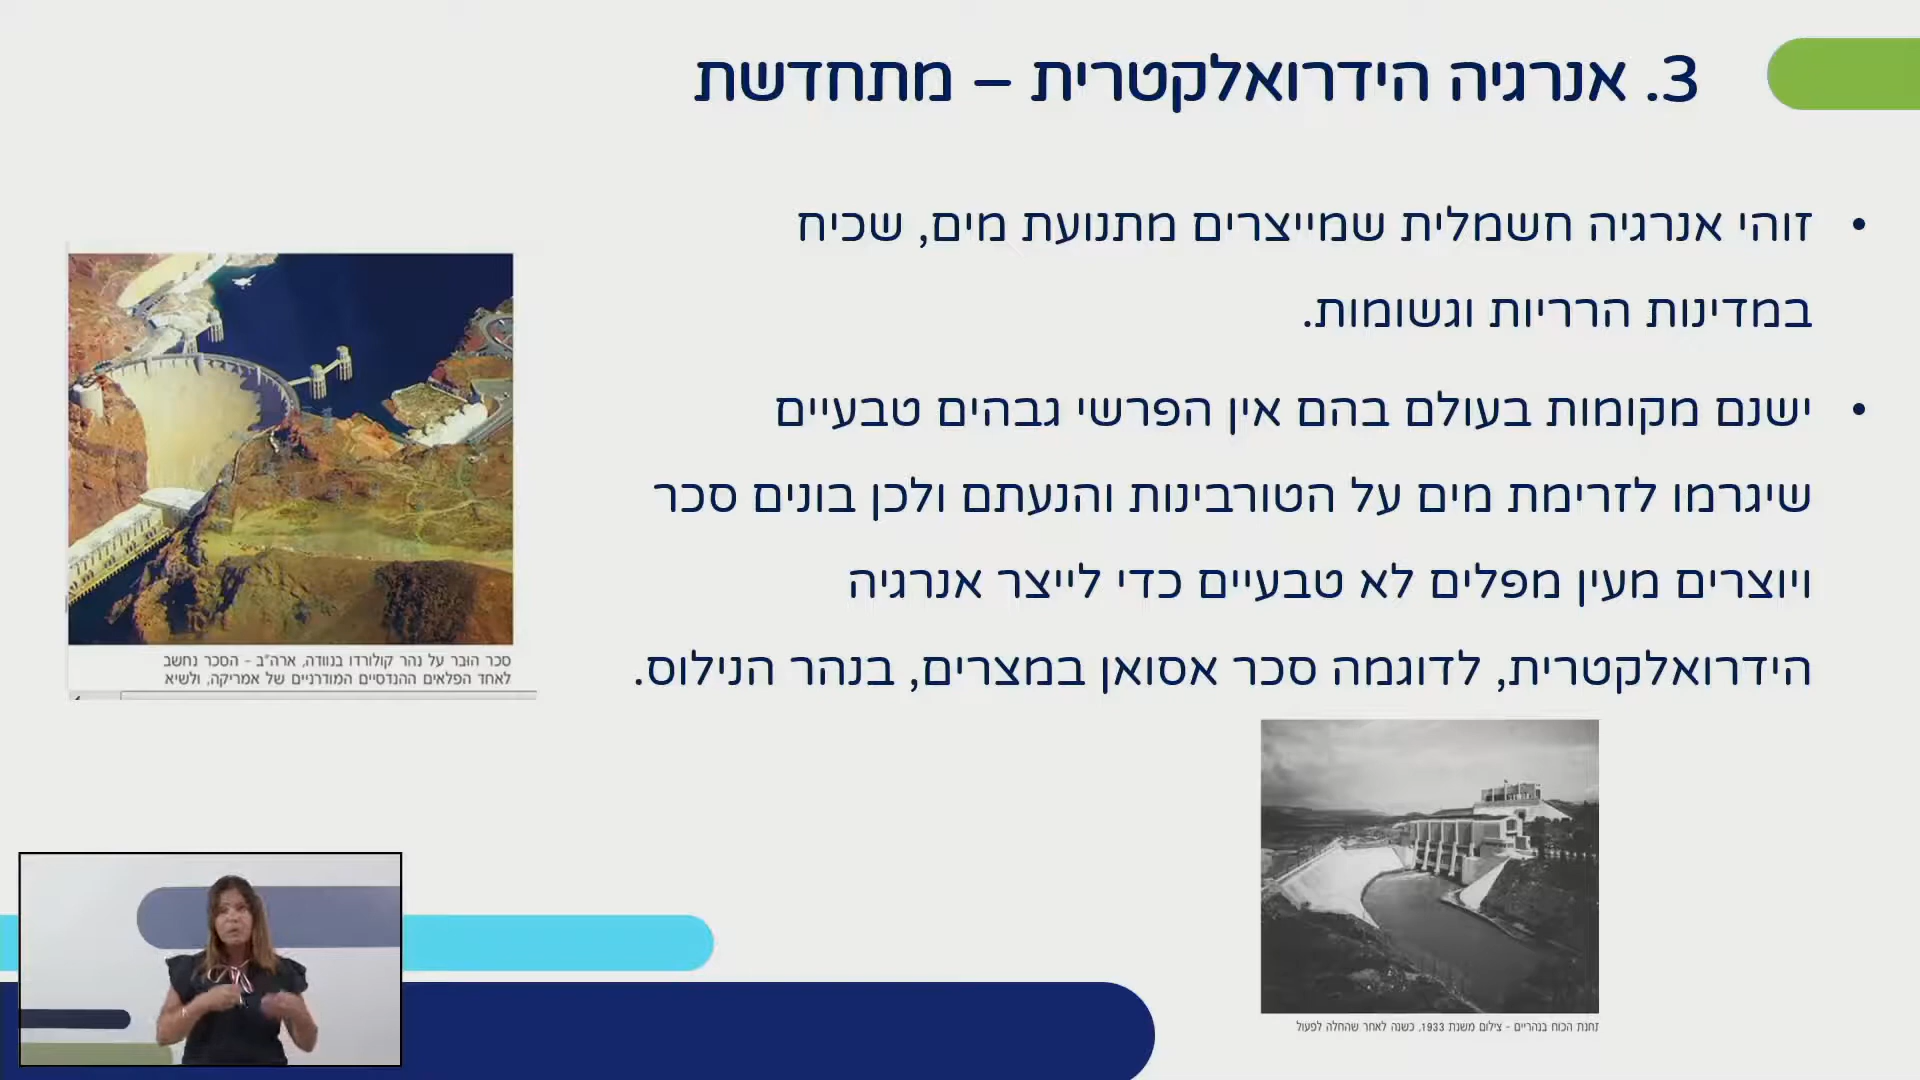 3. אנרגיה הידרואלקטרית – מתחדשת
• זוהי אנרגיה חשמלית שמייצרים מתנועת מים, שכיח
במדינות הרריות וגשומות.
• ישנם מקומות בעולם בהם אין הפרשי גבהים טבעיים
שיגרמו לזרימת מים על הטורבינות והנעתם ולכן בונים סכר
ויוצרים מעין מפלים לא טבעיים כדי לייצר אנרגיה
הידרואלקטרית, לדוגמה סכר אסואן במצרים, בנהר הנילוס.
סכר הובר על נהר קולורדו בנוודה, ארה"ב - הסכר נחשב
לאחד הפלאים ההנדסיים המודרניים של אמריקה, ולשיא
תחנת הכוח בנהריים - צילום משנת 1933, כשנה לאחר שהחלה לפעול